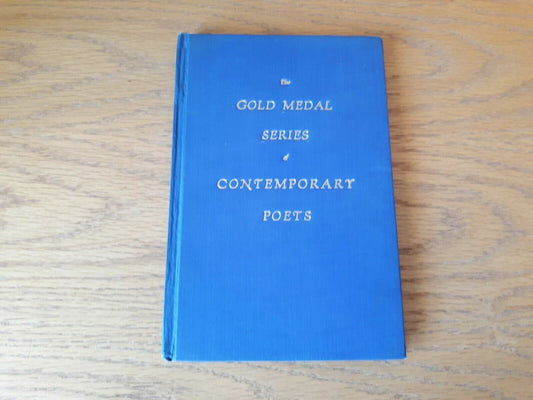 The
GOLD MEDAL
SERIES
of
CONTEMPORARY
POETS